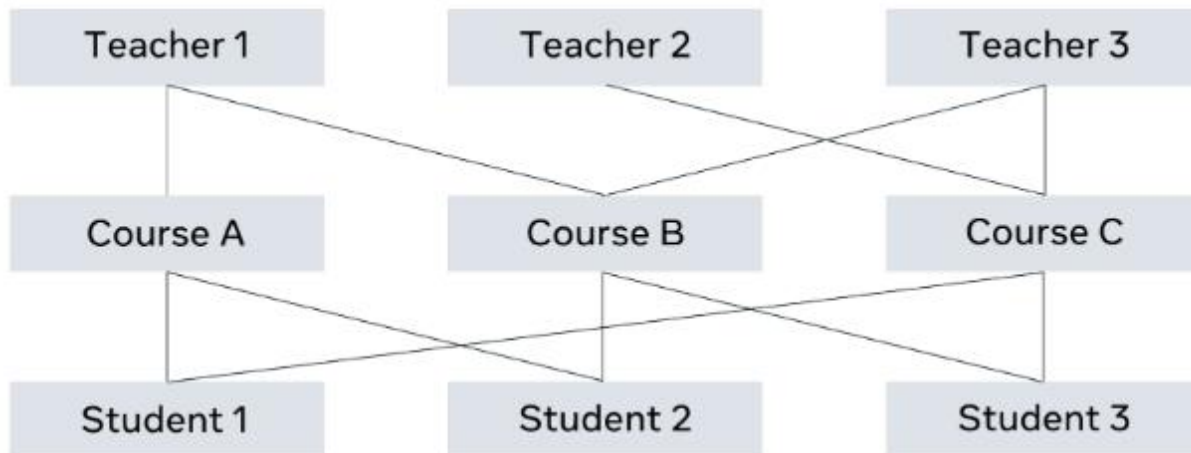 Teacher 1
Teacher 2
Teacher 3
Course A
Course B
Course C
Student 1
Student 2
Student 3